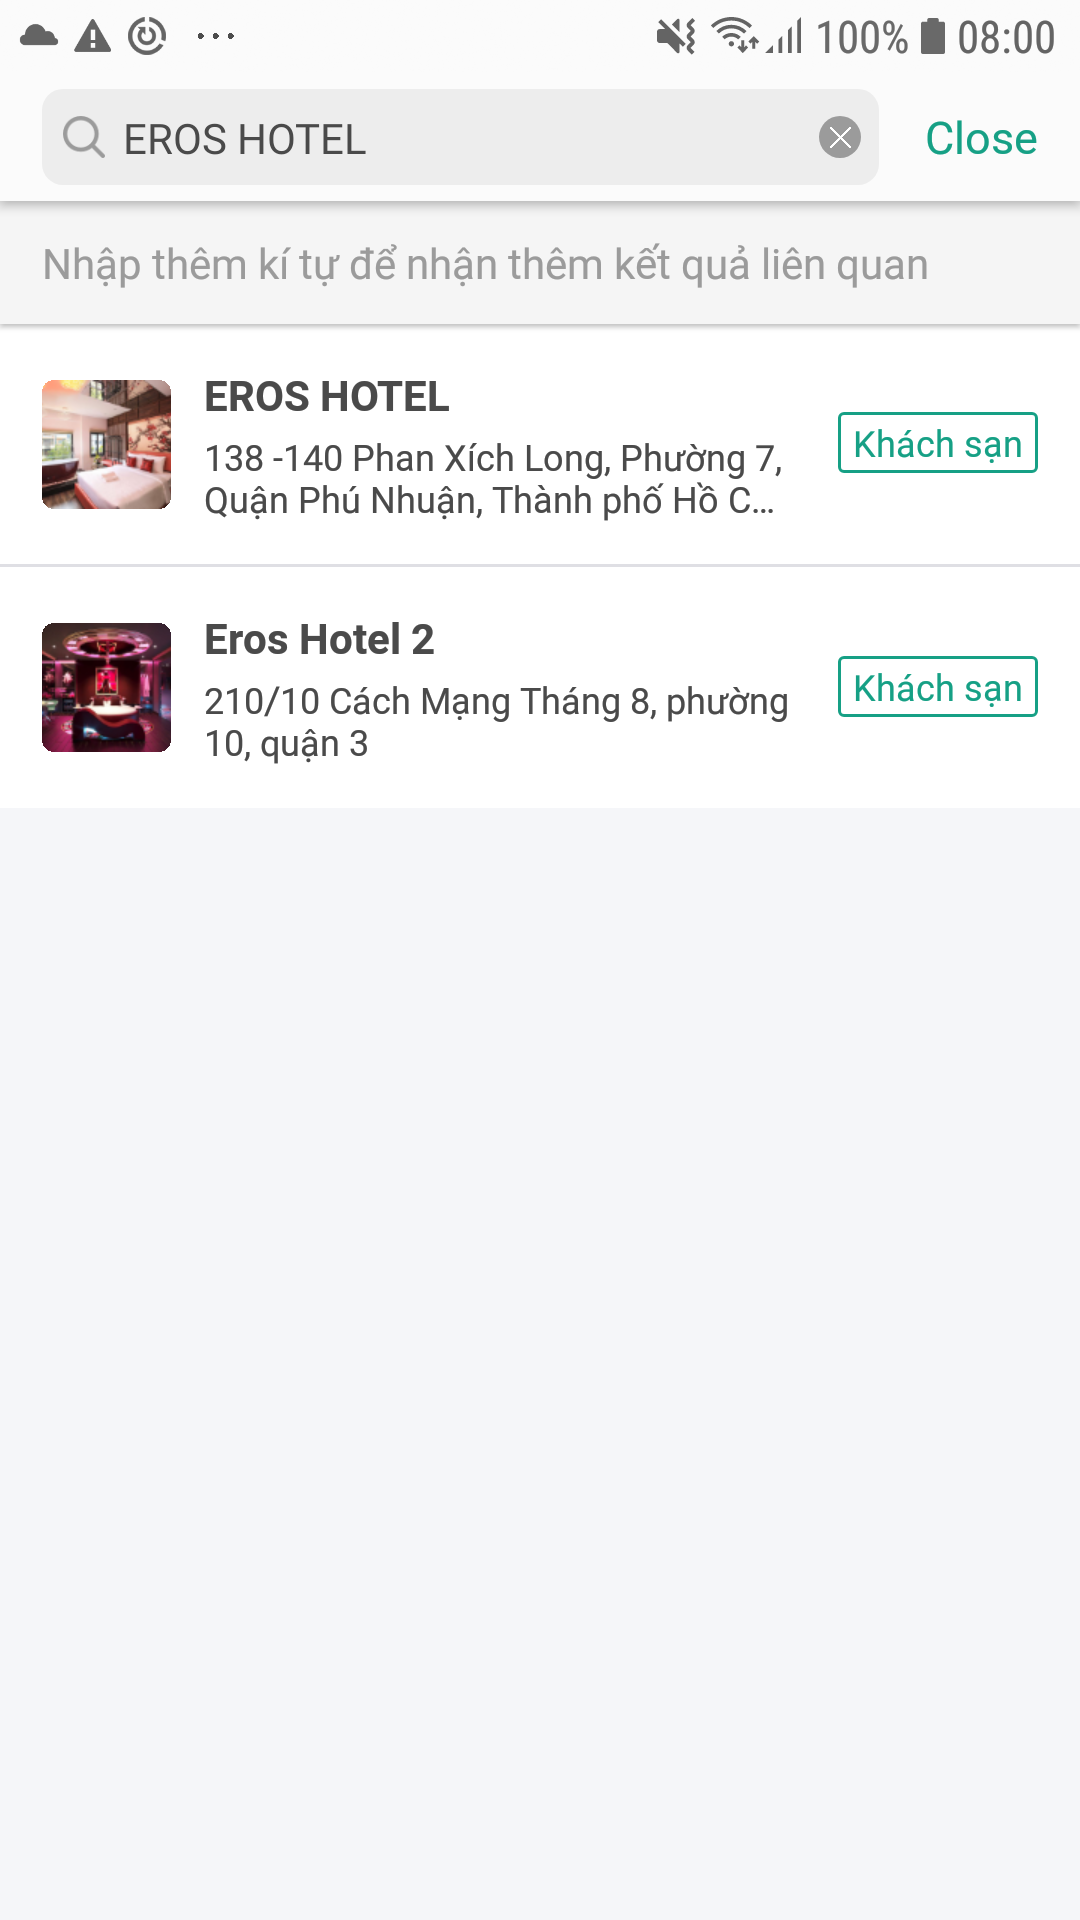 100% 08:00
EROS HOTEL
Close
Nhập thêm kí tự để nhận thêm kết quả liên quan
EROS HOTEL
138 -140 Phan Xích Long, Phường 7,
Quận Phú Nhuận, Thành phố Hồ C...
Khách sạn
Eros Hotel 2
210/10 Cách Mạng Tháng 8, phường
10, quận 3
Khách sạn